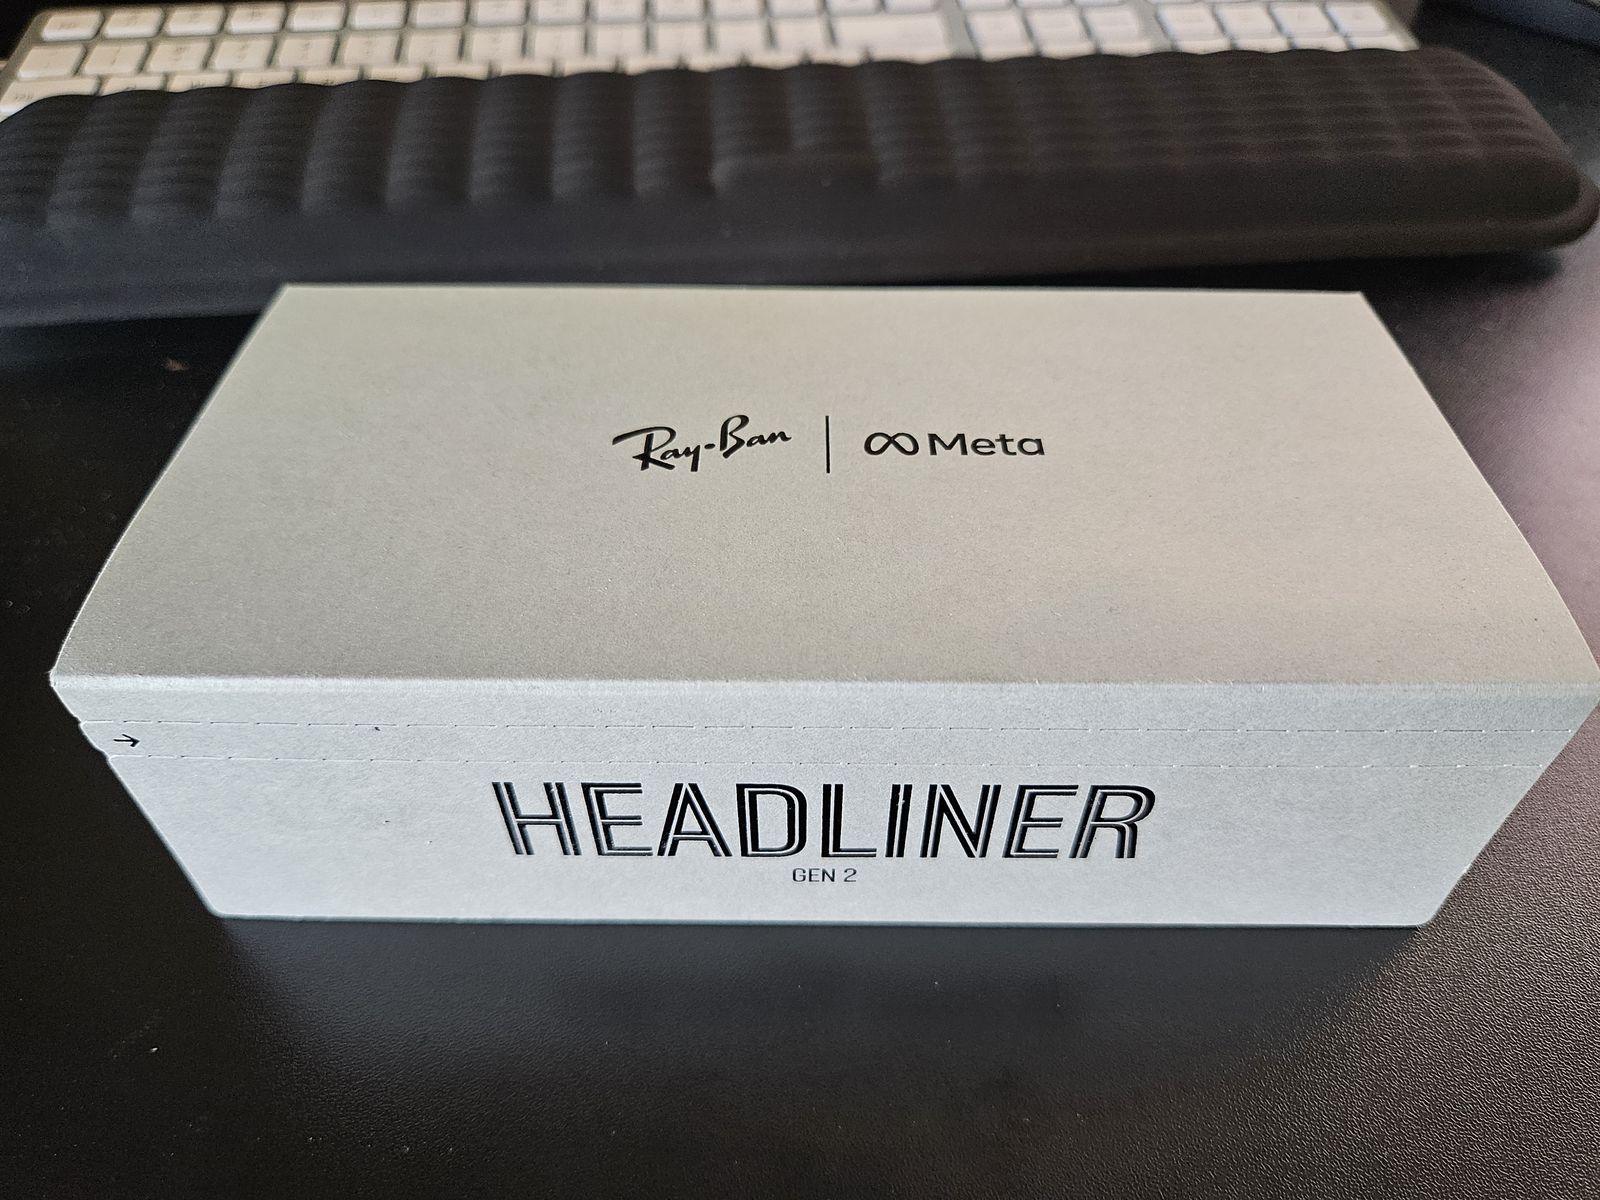 Ray-Ban | Meta
→
HEADLINER
GEN 2